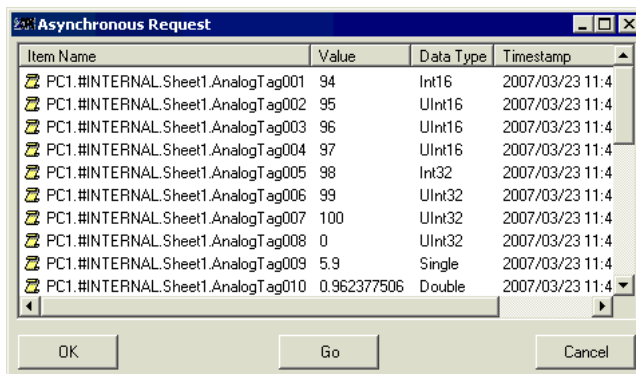 Asynchronous Request
Item Name Value Data Type Timestamp
PC1.#INTERNAL.Sheet1.AnalogTag001 94 Int16 2007/03/23 11:4
PC1.#INTERNAL.Sheet1.AnalogTag002 95 UInt16 2007/03/23 11:4
PC1.#INTERNAL.Sheet1.AnalogTag003 96 UInt16 2007/03/23 11:4
PC1.#INTERNAL.Sheet1.AnalogTag004 97 UInt16 2007/03/23 11:4
PC1.#INTERNAL.Sheet1.AnalogTag005 98 Int32 2007/03/23 11:4
PC1.#INTERNAL.Sheet1.AnalogTag006 99 UInt32 2007/03/23 11:4
PC1.#INTERNAL.Sheet1.AnalogTag007 100 UInt32 2007/03/23 11:4
PC1.#INTERNAL.Sheet1.AnalogTag008 0 UInt32 2007/03/23 11:4
PC1.#INTERNAL.Sheet1.AnalogTag009 5.9 Single 2007/03/23 11:4
PC1.#INTERNAL.Sheet1.AnalogTag010 0.962377506 Double 2007/03/23 11:4
OK Go Cancel